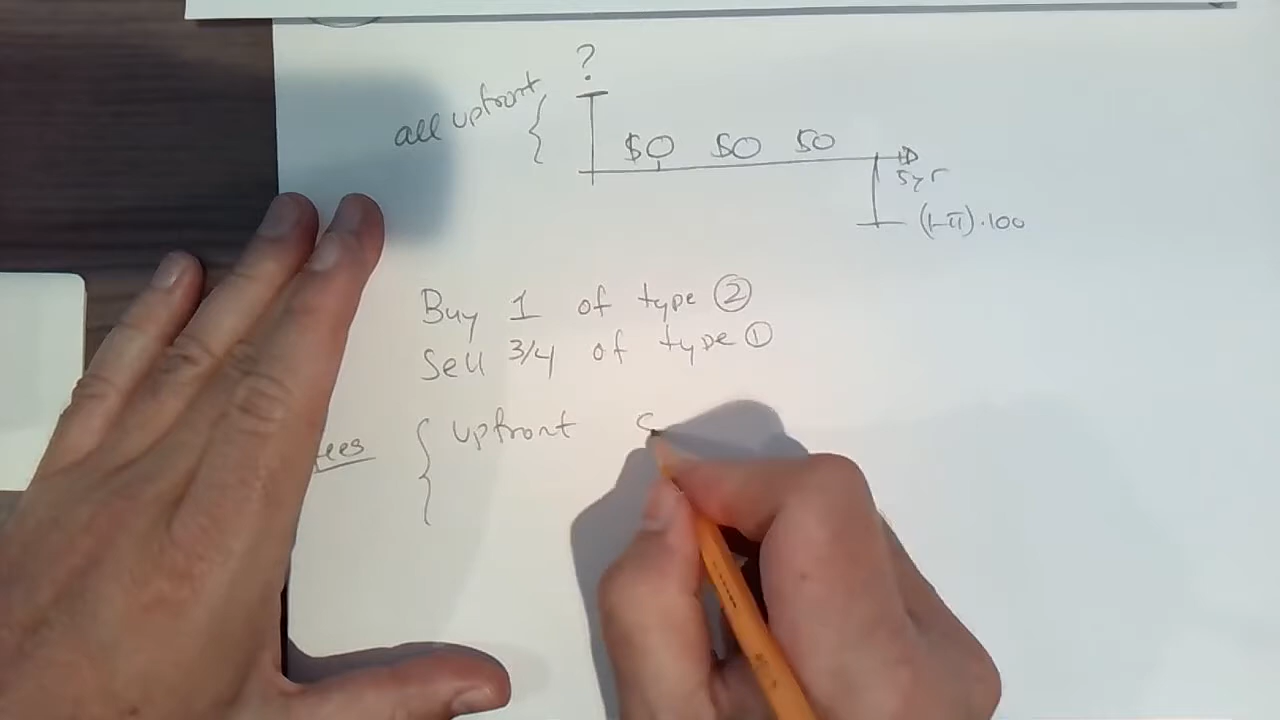 ?
all upfront {
$0 $0 $0
5yr
(1-π)·100
Buy 1 of type ②
Sell 3/4 of type ①
{ upfront